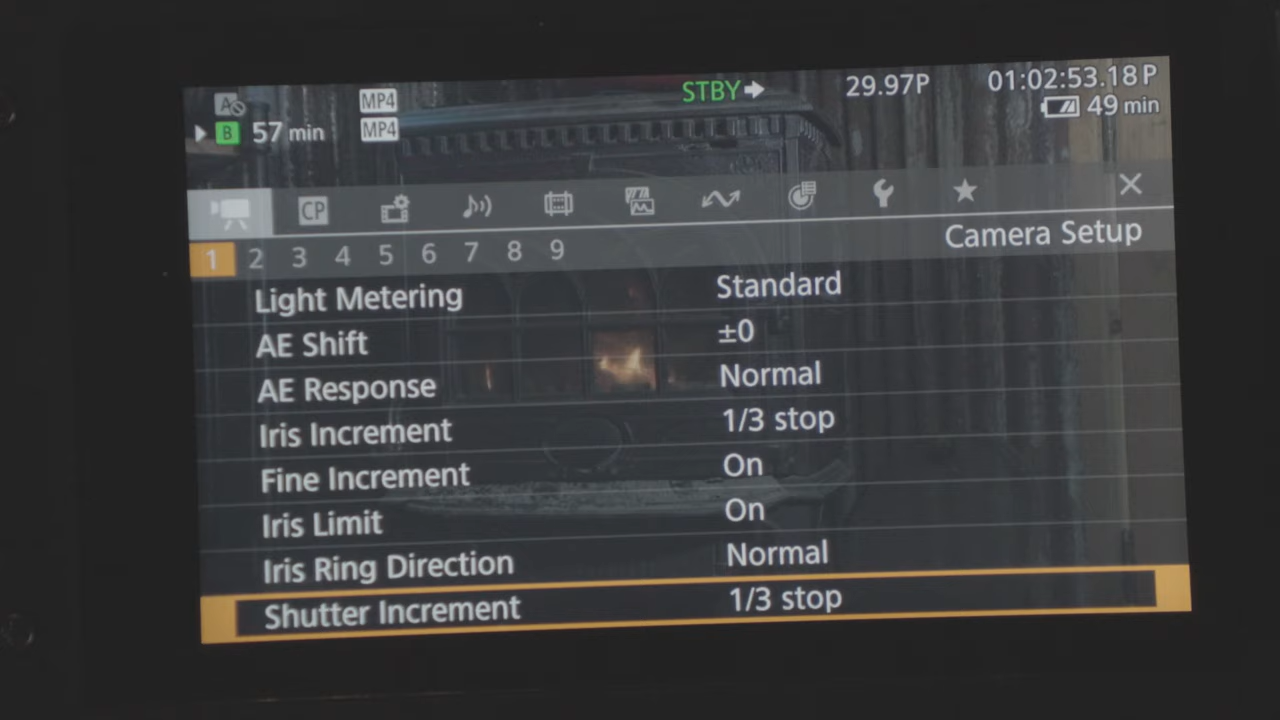 A MP4 STBY 29.97P 01:02:53.18P
B 57 min MP4 49 min
CP
1 2 3 4 5 6 7 8 9 Camera Setup
Light Metering Standard
AE Shift ±0
AE Response Normal
Iris Increment 1/3 stop
Fine Increment On
Iris Limit On
Iris Ring Direction Normal
Shutter Increment 1/3 stop